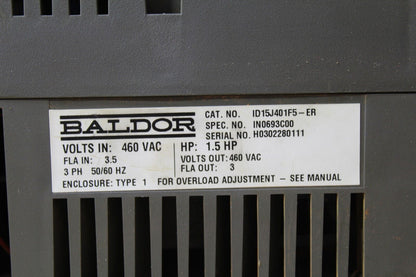 BALDOR
CAT. NO. ID15J401F5-ER
SPEC. NO. IN0693C00
SERIAL NO. H0302280111
VOLTS IN: 460 VAC HP: 1.5 HP
FLA IN: 3.5 VOLTS OUT: 460 VAC
3 PH 50/60 HZ FLA OUT: 3
ENCLOSURE: TYPE 1 FOR OVERLOAD ADJUSTMENT - SEE MANUAL